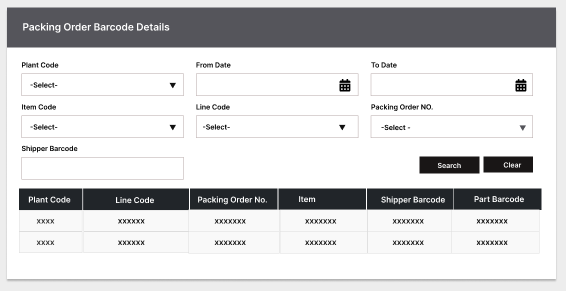 Packing Order Barcode Details
Plant Code From Date To Date
-Select-
Item Code Line Code Packing Order NO.
-Select- -Select- -Select -
Shipper Barcode
Search Clear
Plant Code Line Code Packing Order No. Item Shipper Barcode Part Barcode
xxxx xxxxxx xxxxxxx xxxxxxx xxxxxxx xxxxxxx
xxxx xxxxxx xxxxxxx xxxxxxx xxxxxxx xxxxxxx